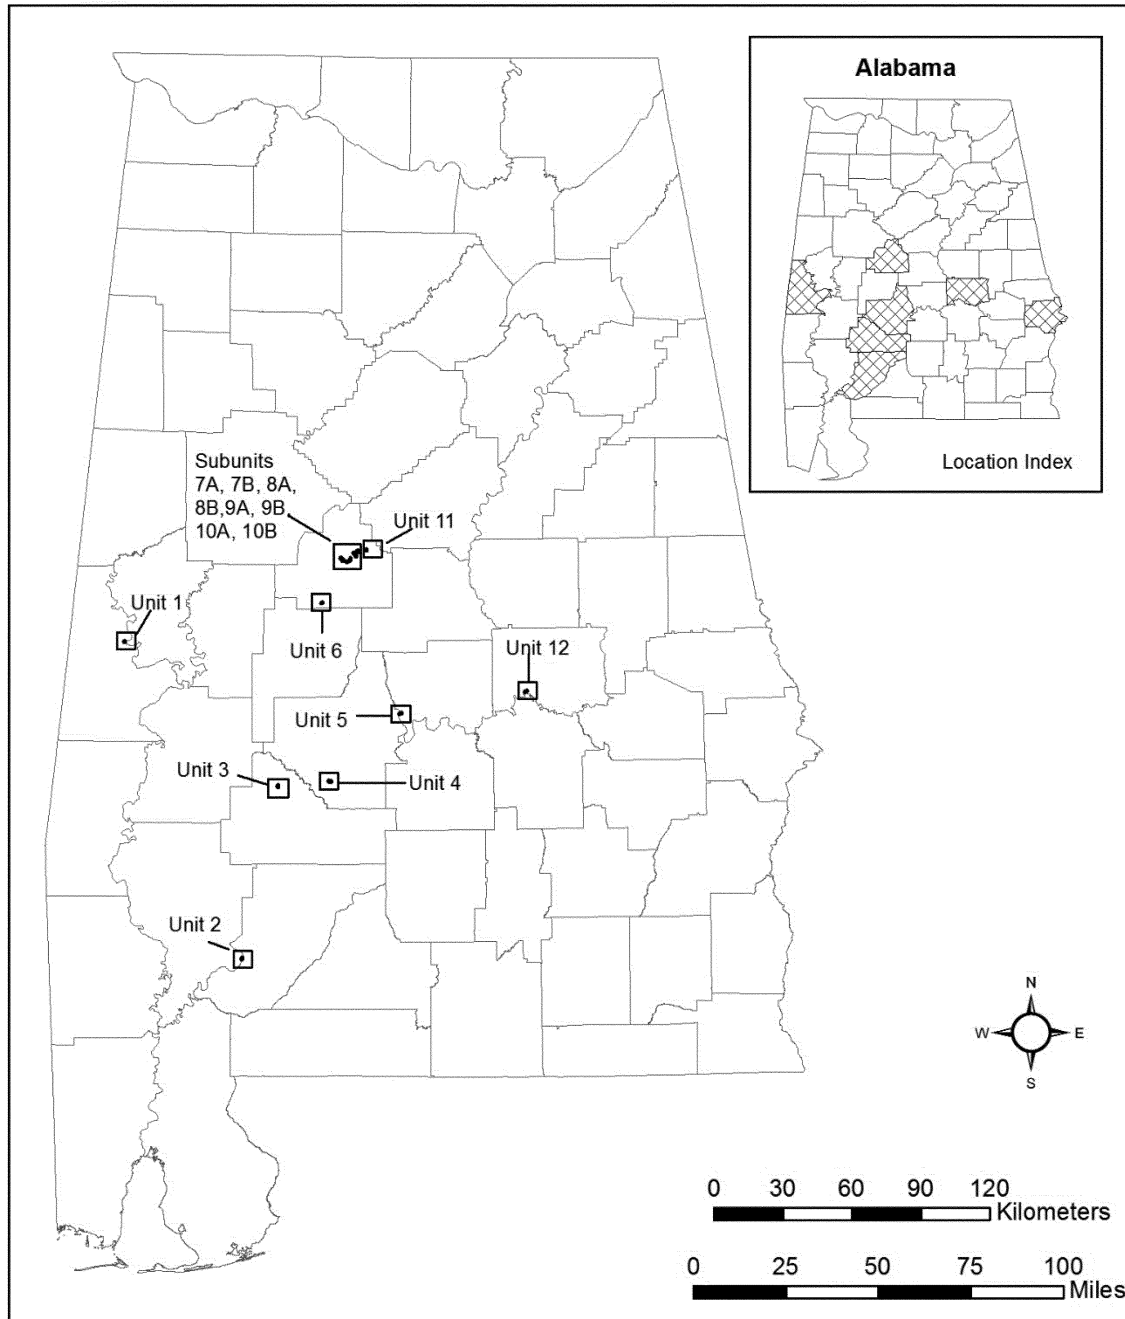 Alabama
Location Index
Subunits
7A, 7B, 8A,
8B,9A, 9B
10A, 10B
Unit 11
Unit 1
Unit 6
Unit 12
Unit 5
Unit 3
Unit 4
Unit 2
N
W E
S
0 30 60 90 120
Kilometers
0 25 50 75 100
Miles